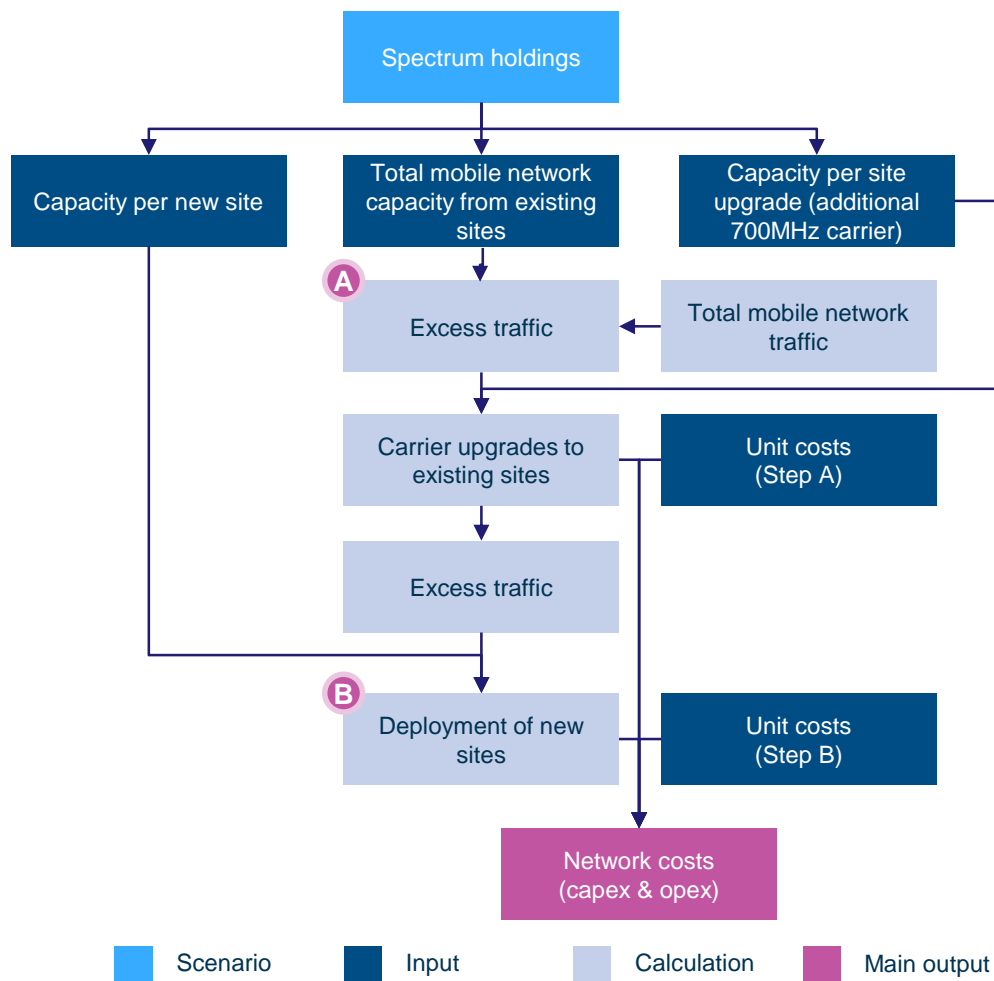 Spectrum holdings
Capacity per new site
Total mobile network
capacity from existing
sites
Capacity per site
upgrade (additional
700MHz carrier)
A
Excess traffic
Total mobile network
traffic
Carrier upgrades to
existing sites
Unit costs
(Step A)
Excess traffic
B
Deployment of new
sites
Unit costs
(Step B)
Network costs
(capex & opex)
Scenario
Input
Calculation
Main output